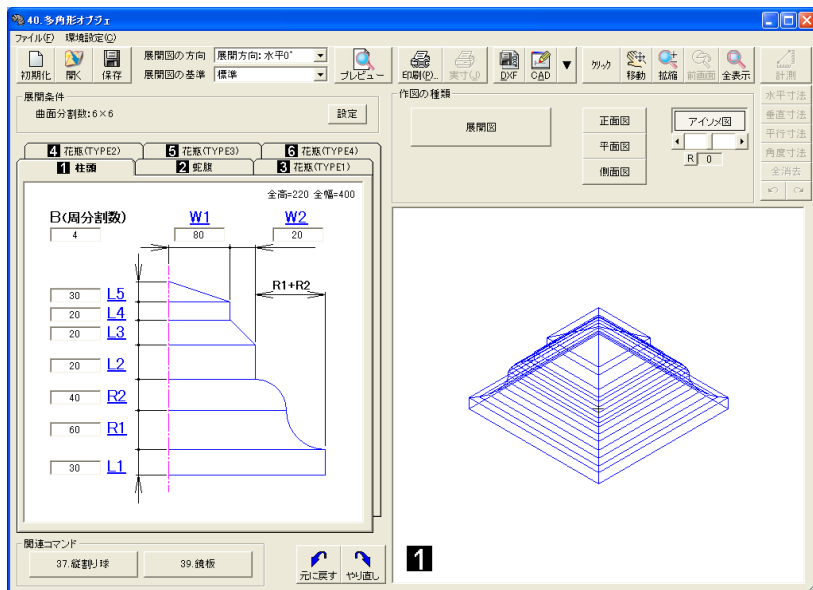 40.多角形オブジェ
ファイル(F) 環境設定(C)
初期化 開く 保存
展開図の方向 展開方向:水平0°
展開図の基準 標準
プレビュー 印刷(P).. 実寸(J) DXF CAD ▼ クリック 移動 拡縮 前画面 全表示 計測
展開条件
曲面分割数:6×6
設定
4 花瓶(TYPE2) 5 花瓶(TYPE3) 6 花瓶(TYPE4)
1 柱頭 2 蛇腹 3 花瓶(TYPE1)
全高=220 全幅=400
B(周分割数) W1 W2
4 80 20
R1+R2
30 L5
20 L4
20 L3
20 L2
40 R2
60 R1
30 L1
関連コマンド
37.縦割り球 39.鏡板
元に戻す やり直し
作図の種類
展開図
正面図
平面図
側面図
アイソメ図
R 0
水平寸法
垂直寸法
平行寸法
角度寸法
全消去
1